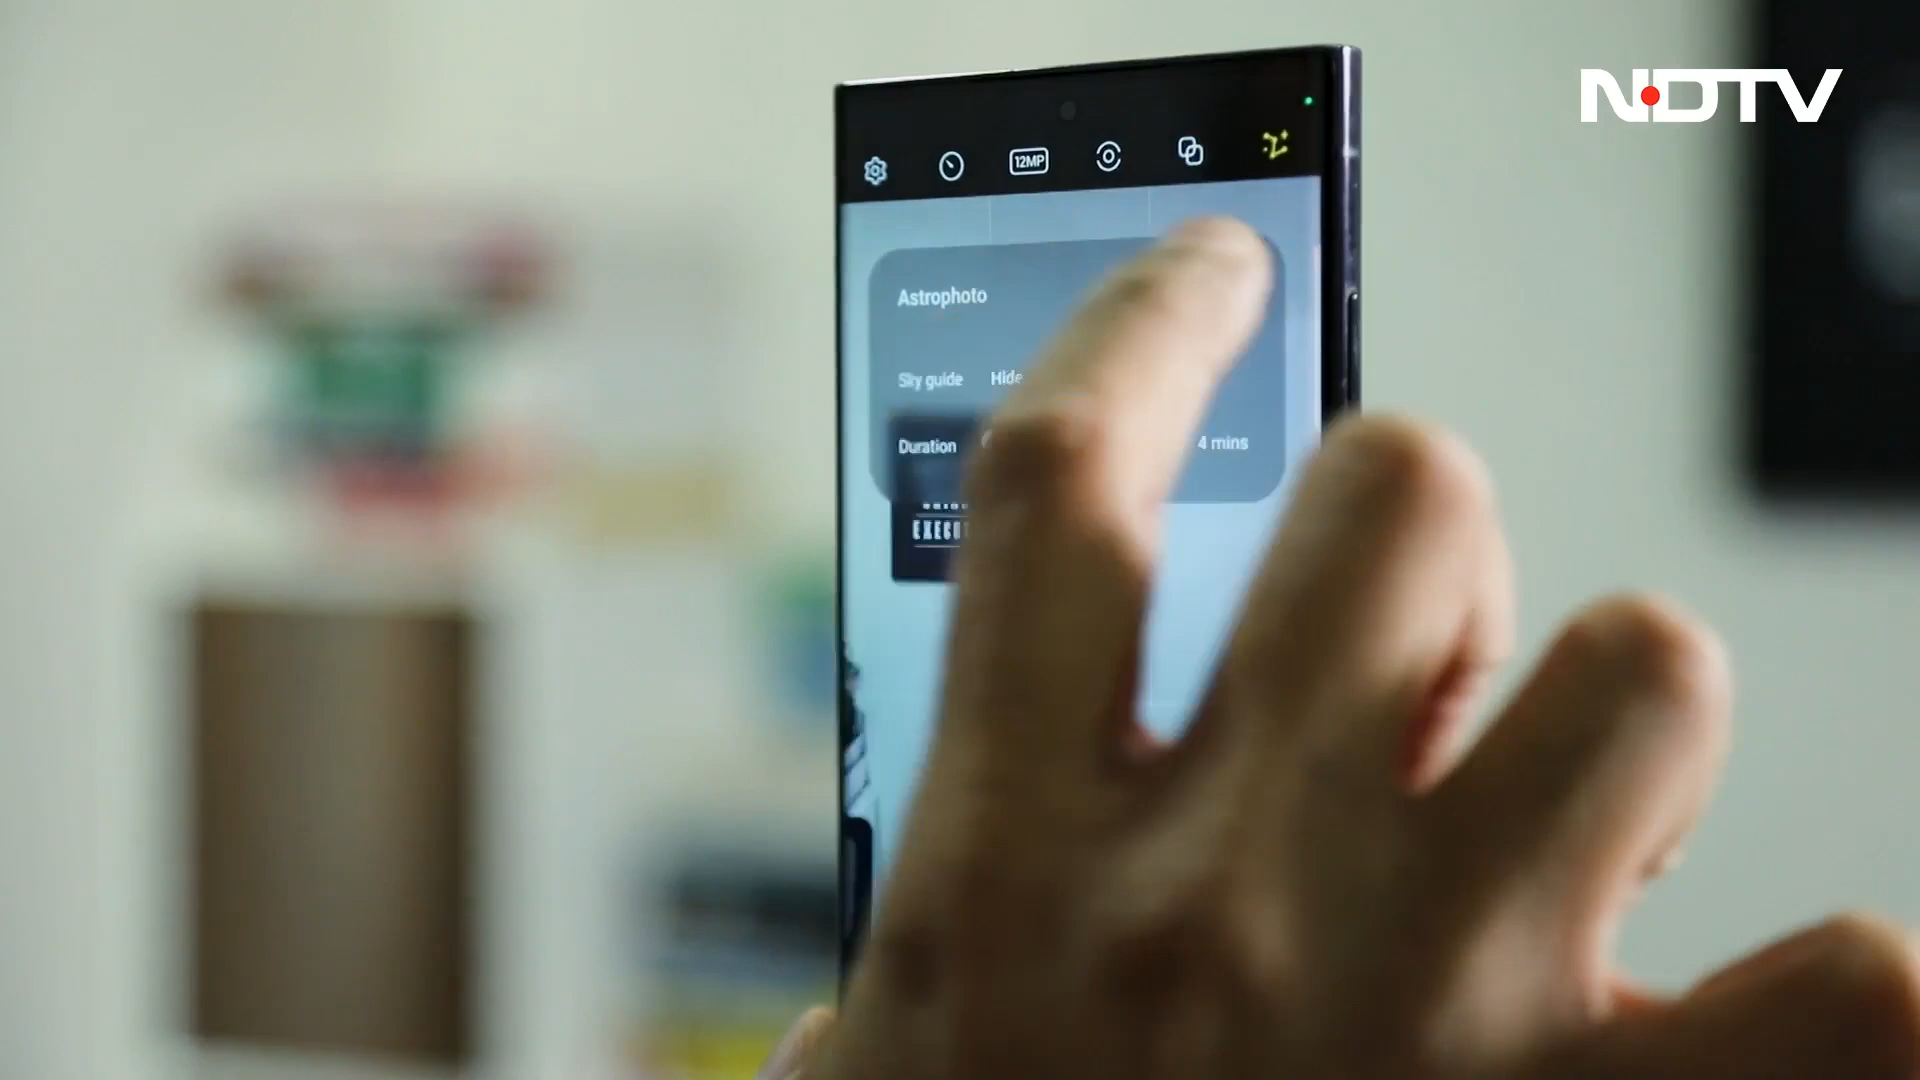 NDTV
12MP
Astrophoto
Sky guide Hide
Duration 4 mins